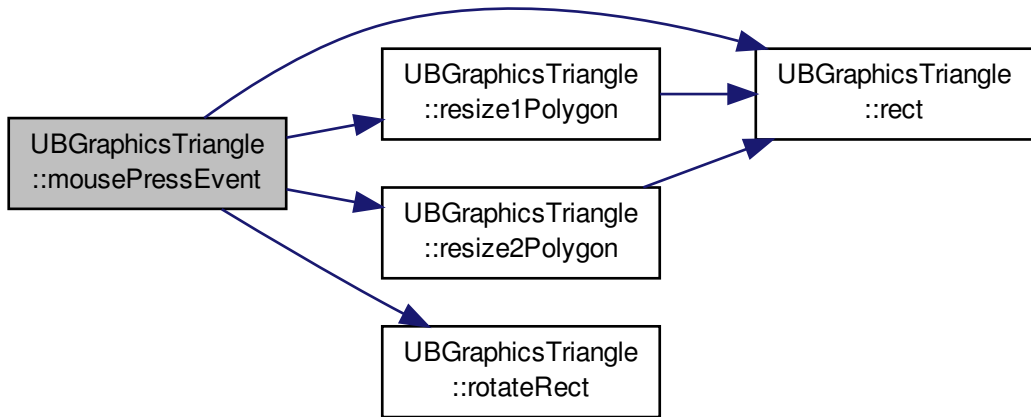 UBGraphicsTriangle
::mousePressEvent
UBGraphicsTriangle
::resize1Polygon
UBGraphicsTriangle
::resize2Polygon
UBGraphicsTriangle
::rotateRect
UBGraphicsTriangle
::rect